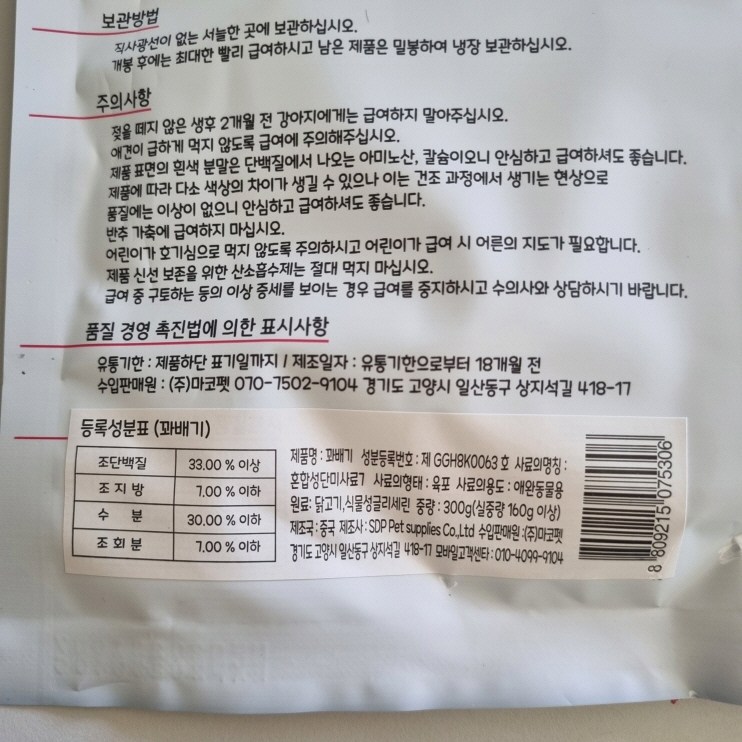 보관방법
직사광선이 없는 서늘한 곳에 보관하십시오.
개봉 후에는 최대한 빨리 급여하시고 남은 제품은 밀봉하여 냉장 보관하십시오.
주의사항
젖을 떼지 않은 생후 2개월 전 강아지에게는 급여하지 말아주십시오.
애견이 급하게 먹지 않도록 급여에 주의해주십시오.
제품 표면의 흰색 분말은 단백질에서 나오는 아미노산, 칼슘이오니 안심하고 급여하셔도 좋습니다.
제품에 따라 다소 색상의 차이가 생길 수 있으나 이는 건조 과정에서 생기는 현상으로
품질에는 이상이 없으니 안심하고 급여하셔도 좋습니다.
반추 가축에 급여하지 마십시오.
어린이가 호기심으로 먹지 않도록 주의하시고 어린이가 급여 시 어른의 지도가 필요합니다.
제품 신선 보존을 위한 산소흡수제는 절대 먹지 마십시오.
급여 중 구토하는 등의 이상 증세를 보이는 경우 급여를 중지하시고 수의사와 상담하시기 바랍니다.
품질 경영 촉진법에 의한 표시사항
유통기한 : 제품하단 표기일까지 / 제조일자 : 유통기한으로부터 18개월 전
수입판매원 : (주)마코펫 070-7502-9104 경기도 고양시 일산동구 상지석길 418-17
등록성분표 (꽈배기)
조단백질 33.00 % 이상
조 지 방 7.00 % 이하
수 분 30.00 % 이하
조 회 분 7.00 % 이하
제품명 : 꽈배기 성분등록번호 : 제 GGH8K0063 호 사료의명칭 :
혼합성단미사료7 사료의형태 : 육포 사료의용도 : 애완동물용
원료: 닭고기,식물성글리세린 중량 : 300g(실중량 160g 이상)
제조국 : 중국 제조사 : SDP Pet supplies Co.,Ltd 수입판매원 :(주)마코펫
경기도 고양시 일산동구 상지석길 418-17 모바일고객센타 : 010-4099-9104
8 809215 075306